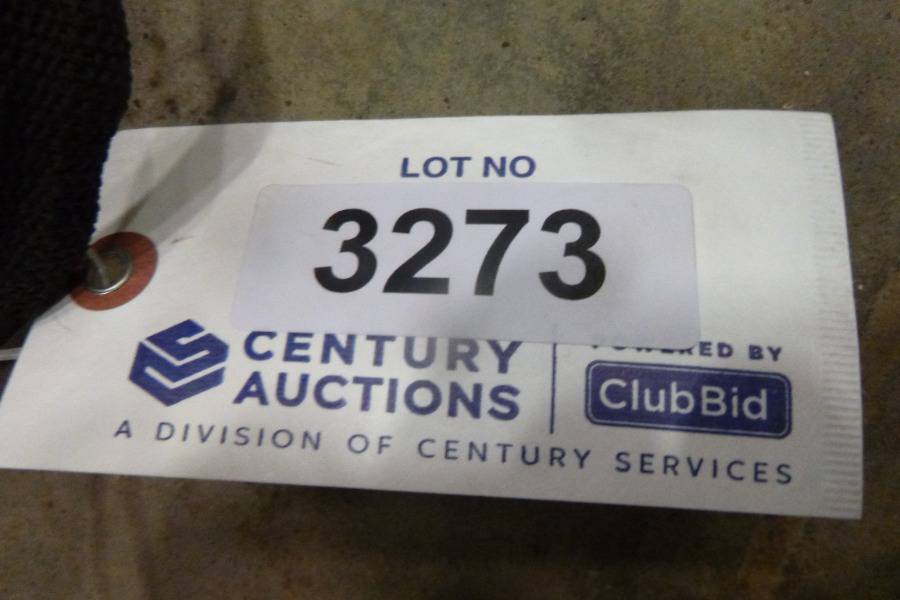 LOT NO
3273
CENTURY
AUCTIONS
POWERED BY
ClubBid
A DIVISION OF CENTURY SERVICES